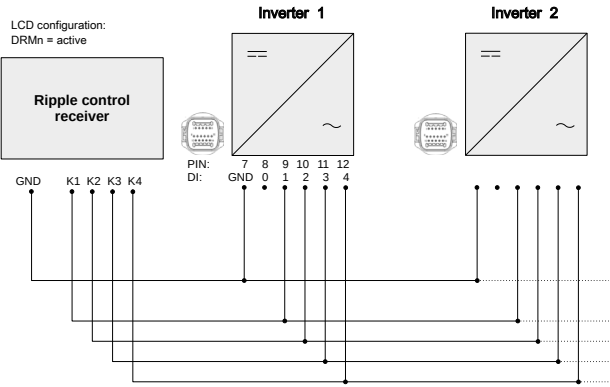 Inverter 1
Inverter 2
LCD configuration:
DRMn = active
Ripple control
receiver
PIN: 7 8 9 10 11 12
DI: GND 0 1 2 3 4
GND K1 K2 K3 K4